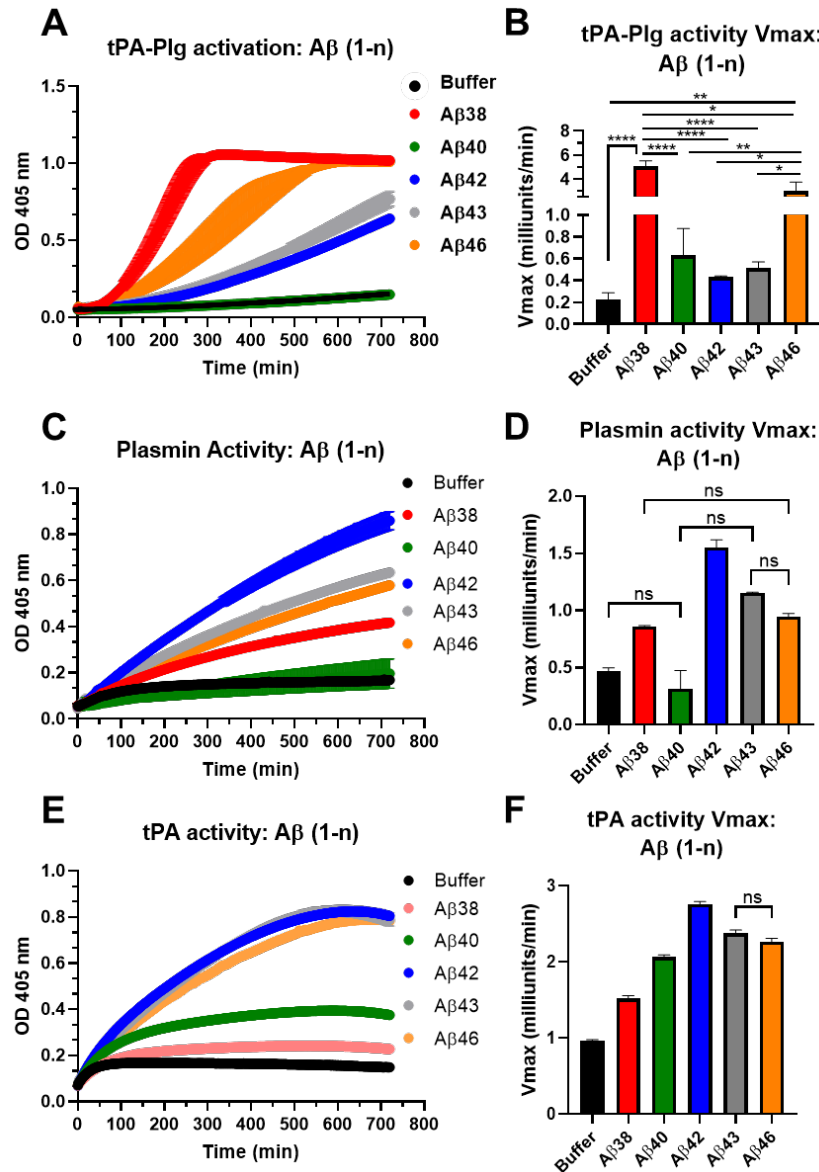 A
tPA-Plg activation: Aβ (1-n)
OD 405 nm
1.5
1.0
0.5
0.0
0 100 200 300 400 500 600 700 800
Time (min)
Buffer
Aβ38
Aβ40
Aβ42
Aβ43
Aβ46
B
tPA-Plg activity Vmax:
Aβ (1-n)
Vmax (milliunits/min)
8
6
4
2
1.0
0.8
0.6
0.4
0.2
0.0
**
*
****
****
**** **** **
*
*
Buffer Aβ38 Aβ40 Aβ42 Aβ43 Aβ46
C
Plasmin Activity: Aβ (1-n)
OD 405 nm
1.0
0.8
0.6
0.4
0.2
0.0
0 100 200 300 400 500 600 700 800
Time (min)
Buffer
Aβ38
Aβ40
Aβ42
Aβ43
Aβ46
D
Plasmin activity Vmax:
Aβ (1-n)
Vmax (milliunits/min)
2.0
1.5
1.0
0.5
0.0
ns
ns
ns
ns
Buffer Aβ38 Aβ40 Aβ42 Aβ43 Aβ46
E
tPA activity: Aβ (1-n)
OD 405 nm
1.0
0.8
0.6
0.4
0.2
0.0
0 100 200 300 400 500 600 700 800
Time (min)
Buffer
Aβ38
Aβ40
Aβ42
Aβ43
Aβ46
F
tPA activity Vmax:
Aβ (1-n)
Vmax (milliunits/min)
3
2
1
0
ns
Buffer Aβ38 Aβ40 Aβ42 Aβ43 Aβ46